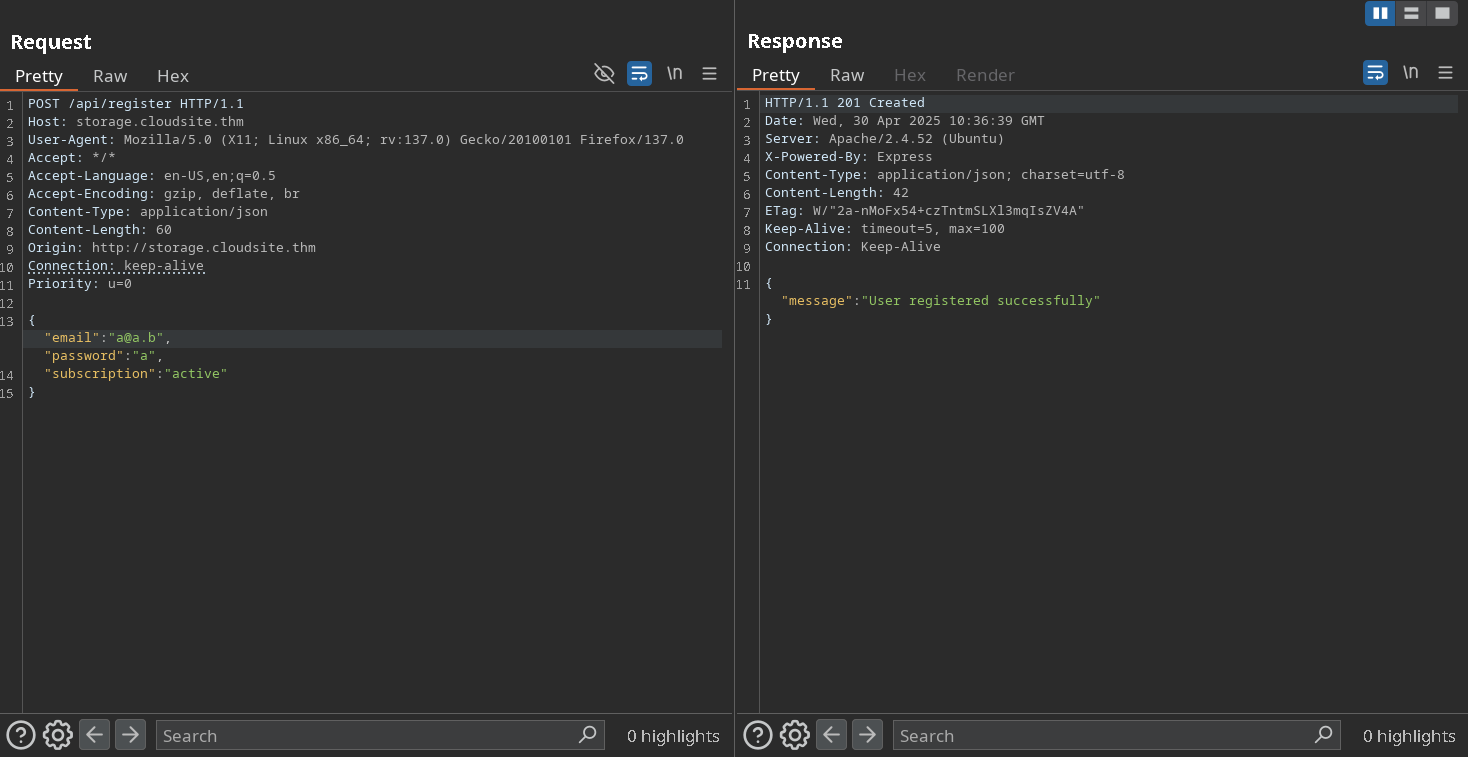 Request
Pretty Raw Hex \n
1 POST /api/register HTTP/1.1
2 Host: storage.cloudsite.thm
3 User-Agent: Mozilla/5.0 (X11; Linux x86_64; rv:137.0) Gecko/20100101 Firefox/137.0
4 Accept: */*
5 Accept-Language: en-US,en;q=0.5
6 Accept-Encoding: gzip, deflate, br
7 Content-Type: application/json
8 Content-Length: 60
9 Origin: http://storage.cloudsite.thm
10 Connection: keep-alive
11 Priority: u=0
12
13 {
"email":"a@a.b",
"password":"a",
14 "subscription":"active"
15 }
? Search 0 highlights
Response
Pretty Raw Hex Render \n
1 HTTP/1.1 201 Created
2 Date: Wed, 30 Apr 2025 10:36:39 GMT
3 Server: Apache/2.4.52 (Ubuntu)
4 X-Powered-By: Express
5 Content-Type: application/json; charset=utf-8
6 Content-Length: 42
7 ETag: W/"2a-nMoFx54+czTntmSLXl3mqIsZV4A"
8 Keep-Alive: timeout=5, max=100
9 Connection: Keep-Alive
10
11 {
"message":"User registered successfully"
}
? Search 0 highlights